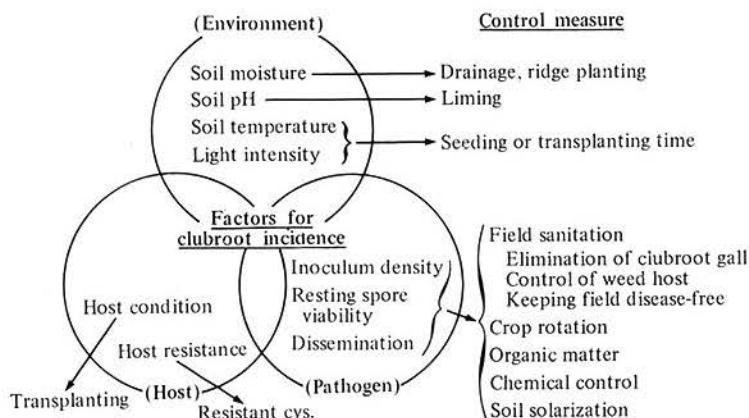 (Environment)
Control measure
Soil moisture
Drainage, ridge planting
Soil pH
Liming
Soil temperature
Light intensity
Seeding or transplanting time
Factors for
clubroot incidence
Inoculum density
Resting spore
viability
Dissemination
Field sanitation
Elimination of clubroot gall
Control of weed host
Keeping field disease-free
Crop rotation
Organic matter
Chemical control
Soil solarization
Host condition
Host resistance
Transplanting
(Host)
Resistant cvs.
(Pathogen)